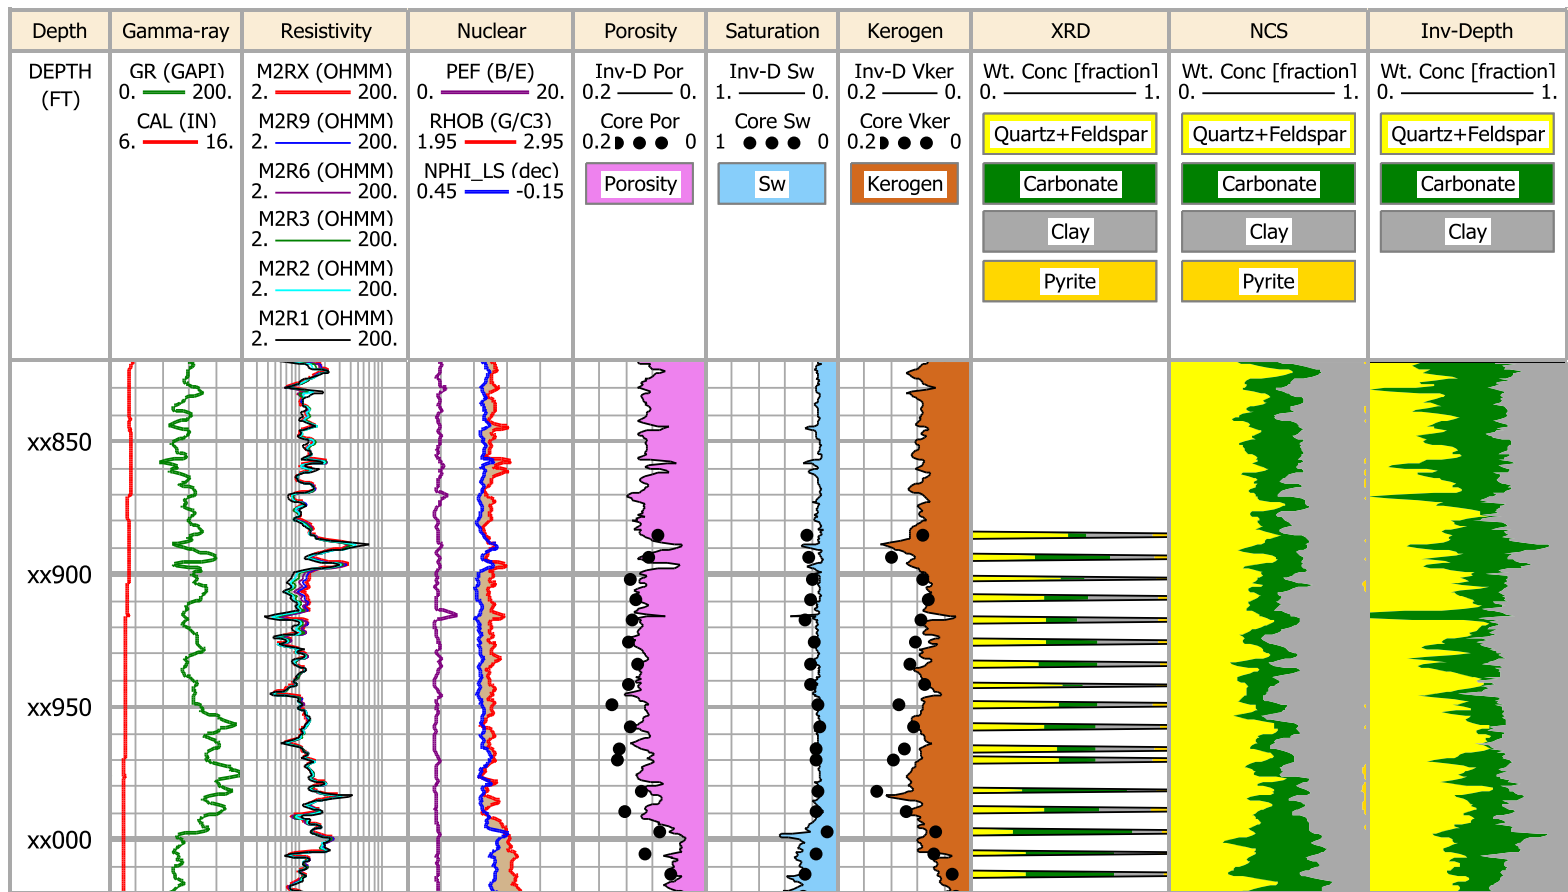 Depth Gamma-ray Resistivity Nuclear Porosity Saturation Kerogen XRD NCS Inv-Depth
DEPTH (FT)
GR (GAPI)
0. 200.
CAL (IN)
6. 16.
M2RX (OHMM)
2. 200.
M2R9 (OHMM)
2. 200.
M2R6 (OHMM)
2. 200.
M2R3 (OHMM)
2. 200.
M2R2 (OHMM)
2. 200.
M2R1 (OHMM)
2. 200.
PEF (B/E)
0. 20.
RHOB (G/C3)
1.95 2.95
NPHI_LS (dec)
0.45 -0.15
Inv-D Por
0.2 0.
Core Por
0.2 0
Porosity
Inv-D Sw
1. 0.
Core Sw
1 0
Sw
Inv-D Vker
0.2 0.
Core Vker
0.2 0
Kerogen
Wt. Conc [fraction]
0. 1.
Quartz+Feldspar
Carbonate
Clay
Pyrite
Wt. Conc [fraction]
0. 1.
Quartz+Feldspar
Carbonate
Clay
Pyrite
Wt. Conc [fraction]
0. 1.
Quartz+Feldspar
Carbonate
Clay
xx850
xx900
xx950
xx000